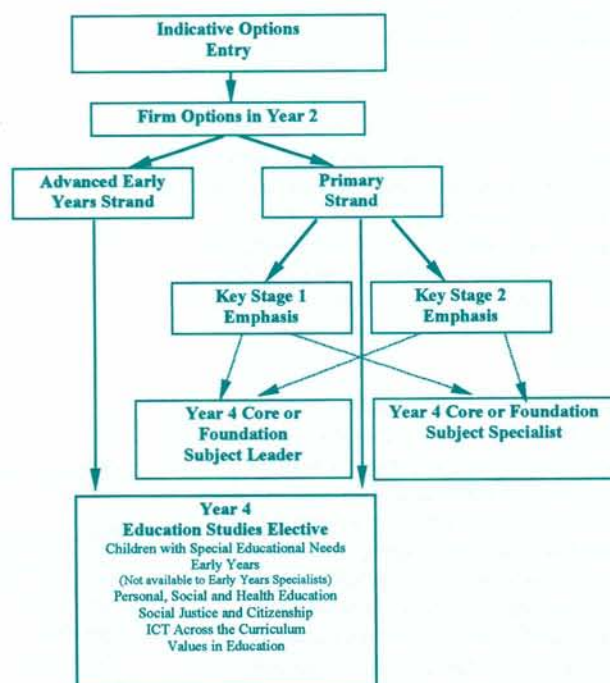 Indicative Options
Entry
Firm Options in Year 2
Advanced Early
Years Strand
Primary
Strand
Key Stage 1
Emphasis
Key Stage 2
Emphasis
Year 4 Core or
Foundation
Subject Leader
Year 4 Core or Foundation
Subject Specialist
Year 4
Education Studies Elective
Children with Special Educational Needs
Early Years
(Not available to Early Years Specialists)
Personal, Social and Health Education
Social Justice and Citizenship
ICT Across the Curriculum
Values in Education